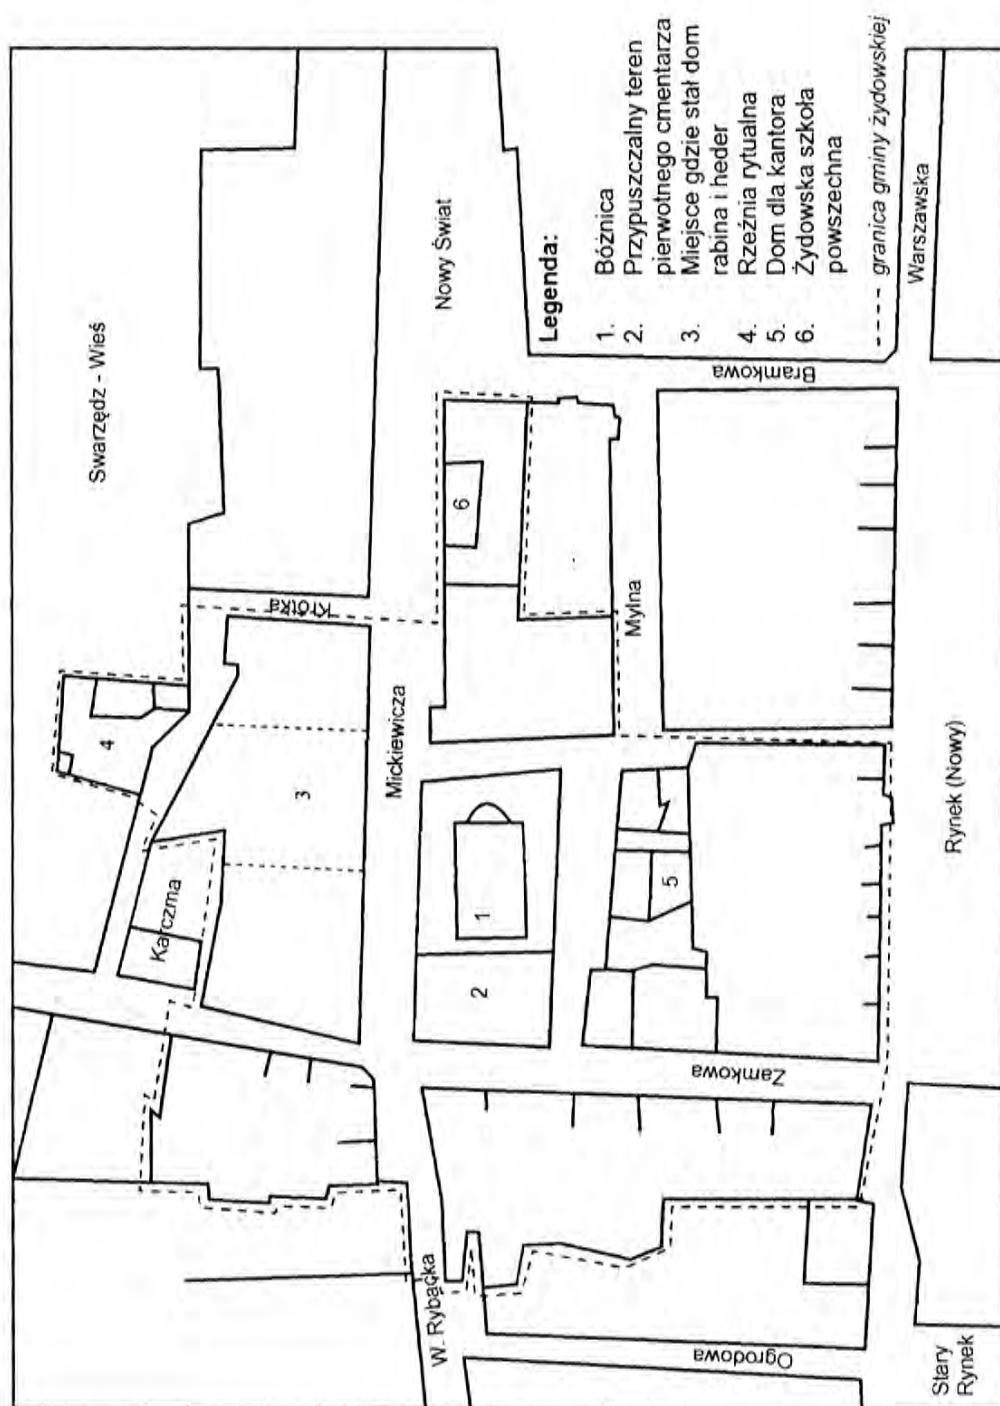 Swarzędz - Wieś
Nowy Świat
Krótka
4
3
Karczma
Mickiewicza
6
1
2
5
Mylna
Bramkowa
Warszawska
Zamkowa
Rynek (Nowy)
W. Rybacka
Ogrodowa
Stary
Rynek
Legenda:
1. Bóżnica
2. Przypuszczalny teren
pierwotnego cmentarza
3. Miejsce gdzie stał dom
rabina i heder
4. Rzeźnia rytualna
5. Dom dla kantora
6. Żydowska szkoła
powszechna
---- granica gminy żydowskiej